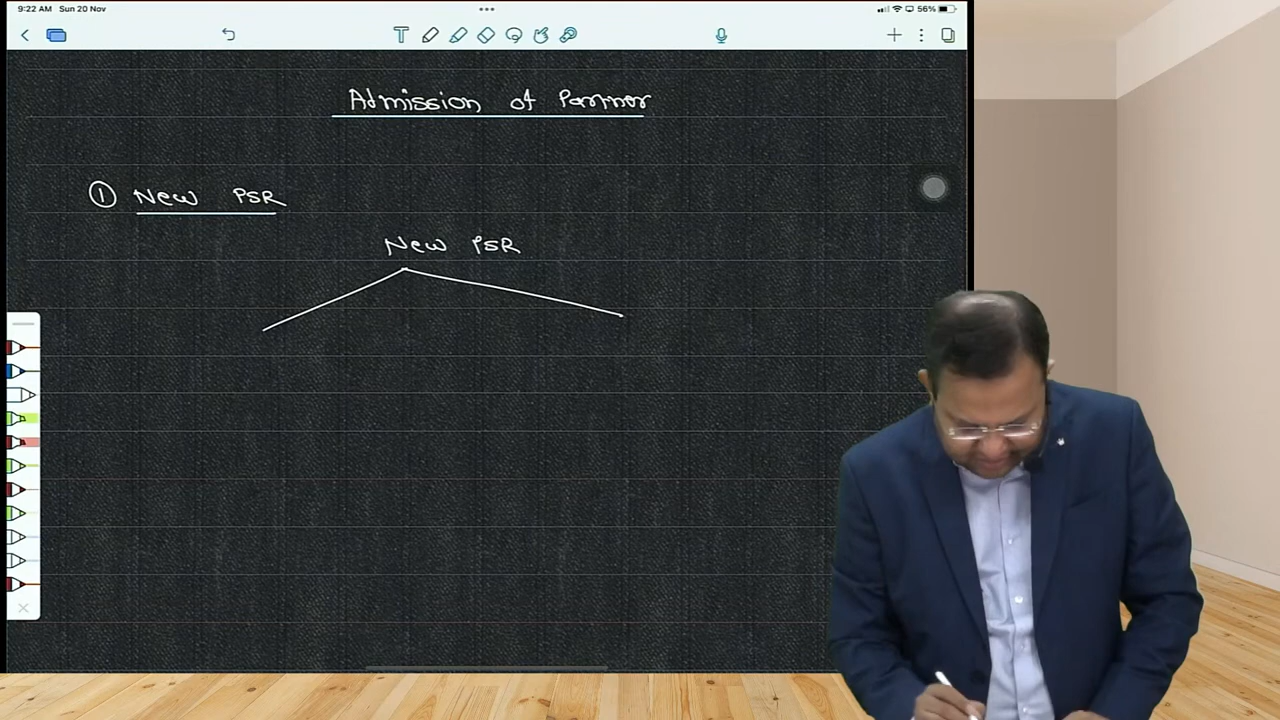 9:22 AM Sun 20 Nov
56%
Admission of Partner
① New PSR
New PSR